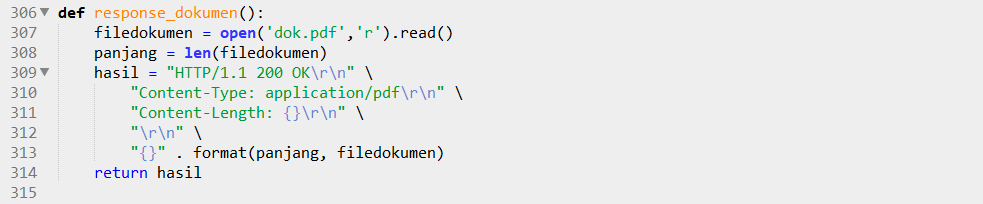 306 def response_dokumen():
307     filedokumen = open('dok.pdf','r').read()
308     panjang = len(filedokumen)
309     hasil = "HTTP/1.1 200 OK\r\n" \
310         "Content-Type: application/pdf\r\n" \
311         "Content-Length: {}\r\n" \
312         "\r\n" \
313         "{}" . format(panjang, filedokumen)
314     return hasil
315